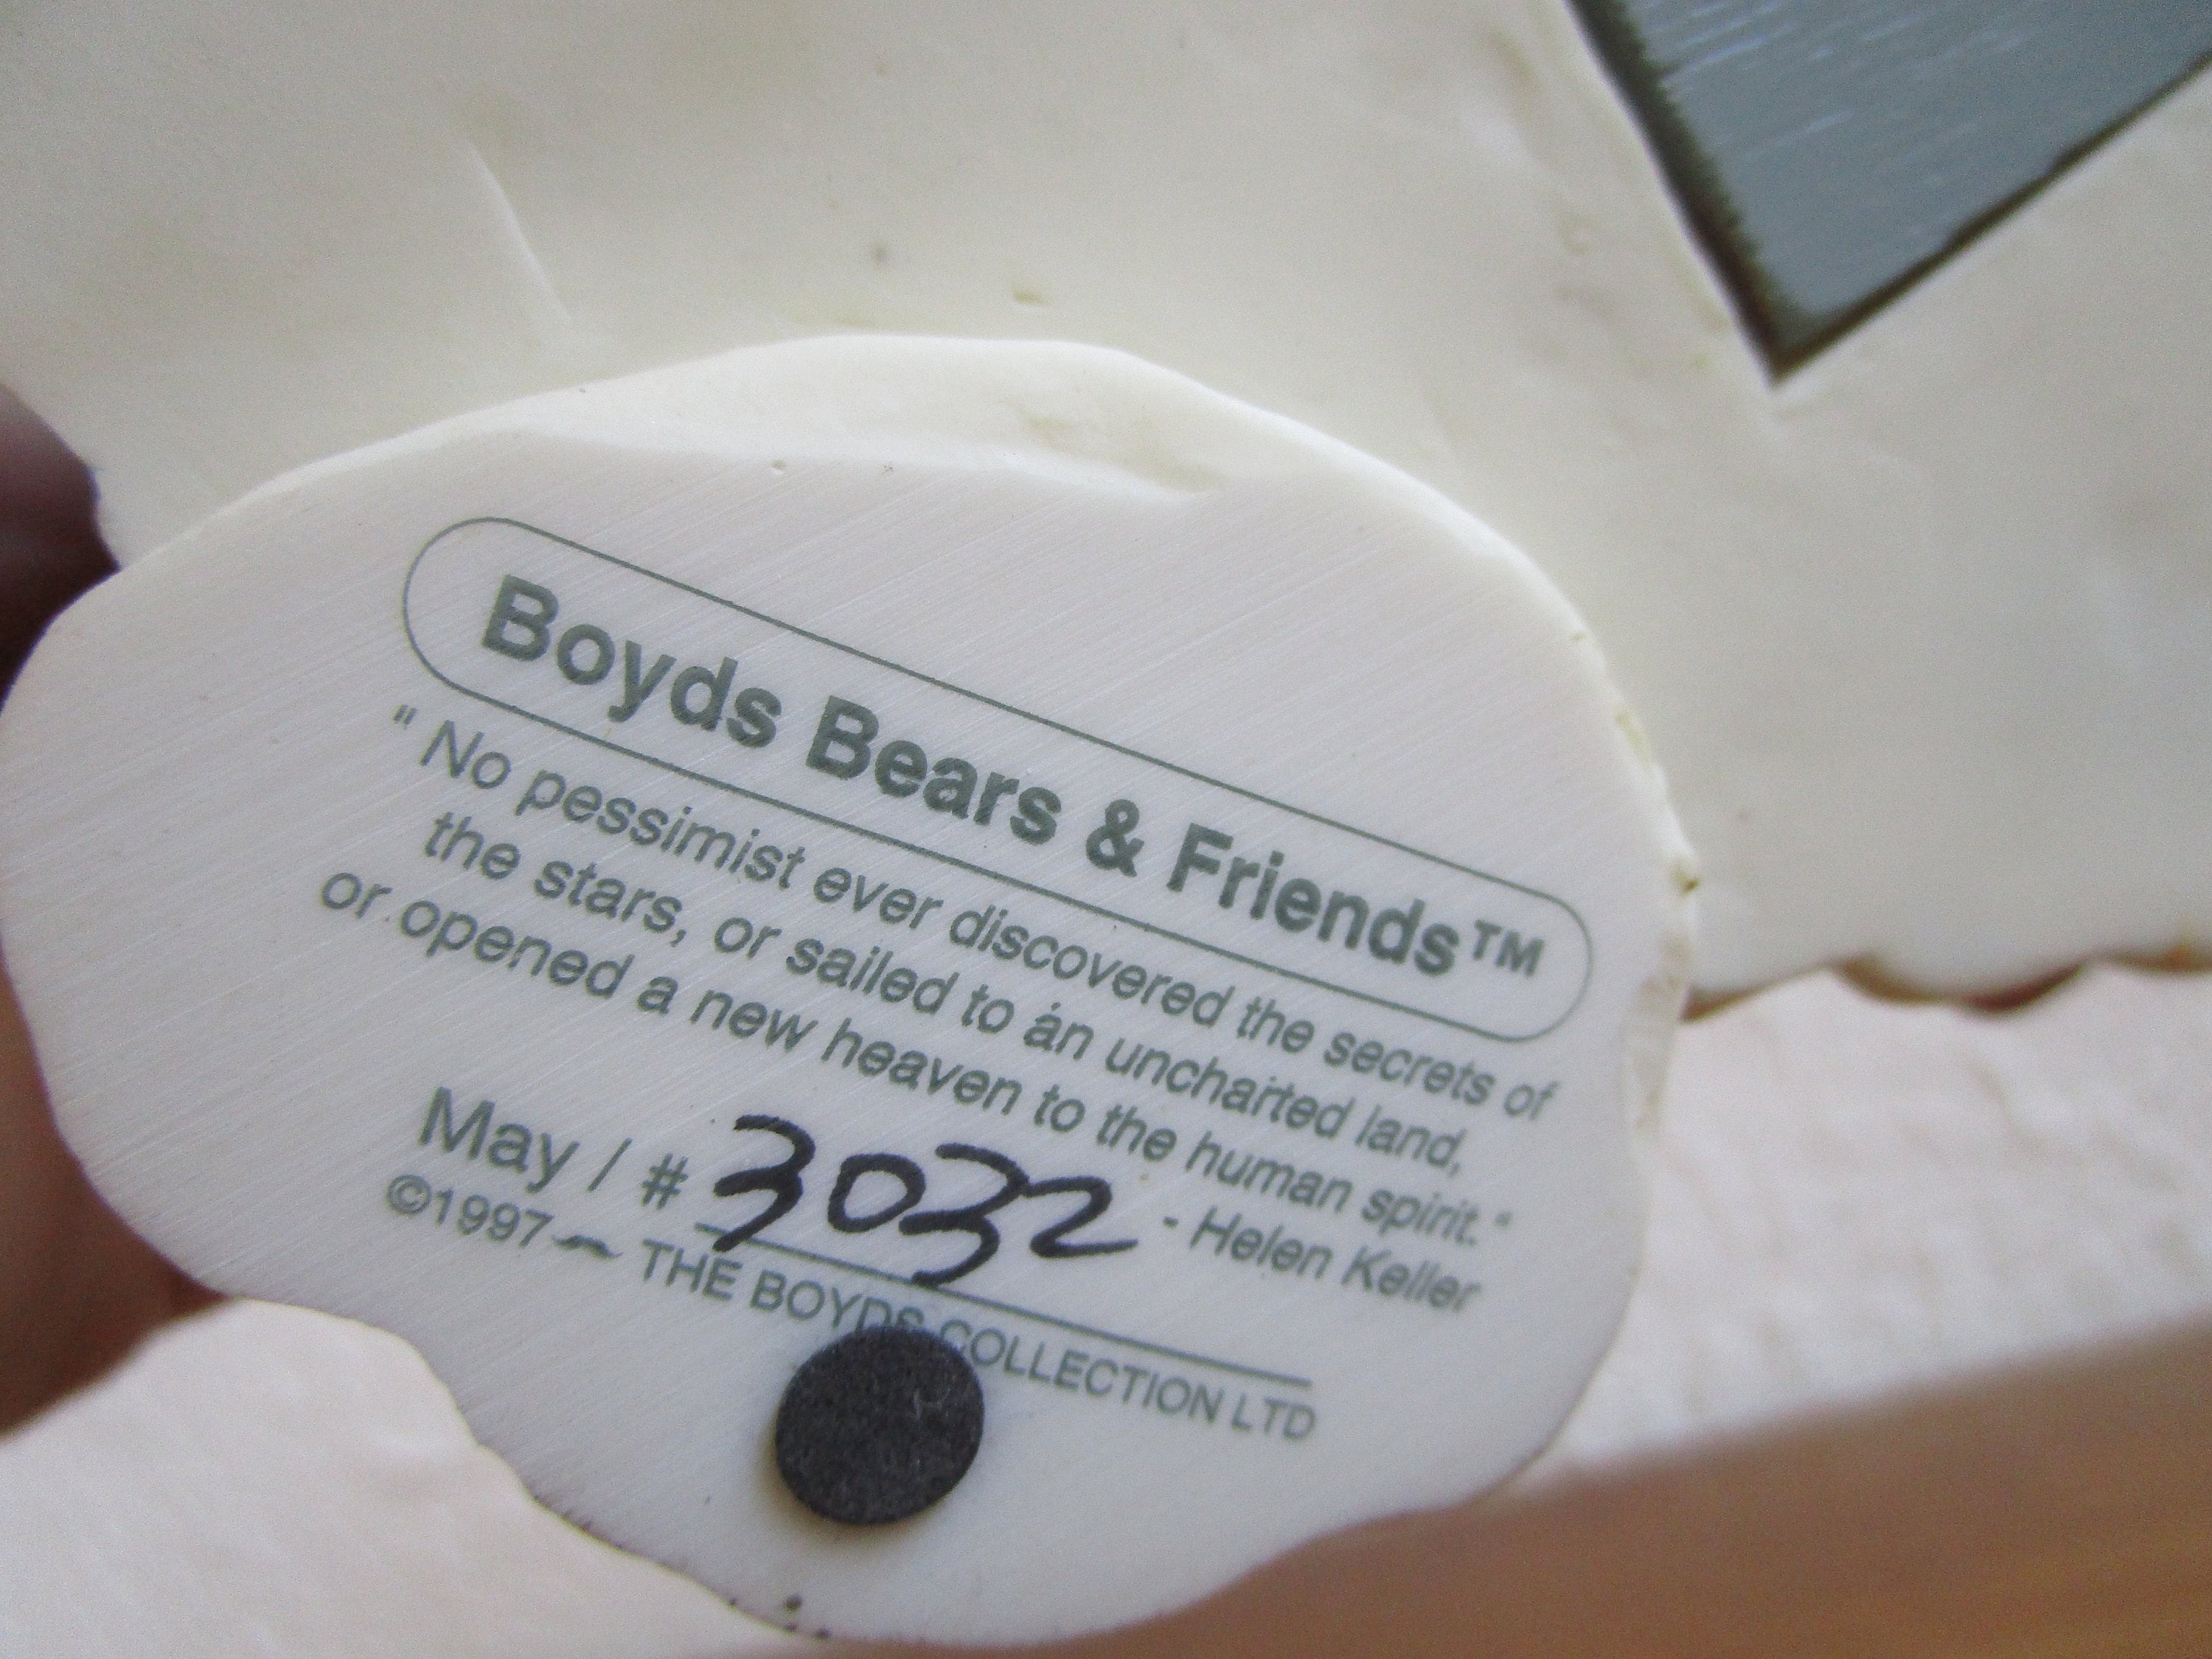 Boyds Bears & Friends™
" No pessimist ever discovered the secrets of
the stars, or sailed to an uncharted land,
or opened a new heaven to the human spirit."
- Helen Keller
May / # 3032
©1997 THE BOYDS COLLECTION LTD